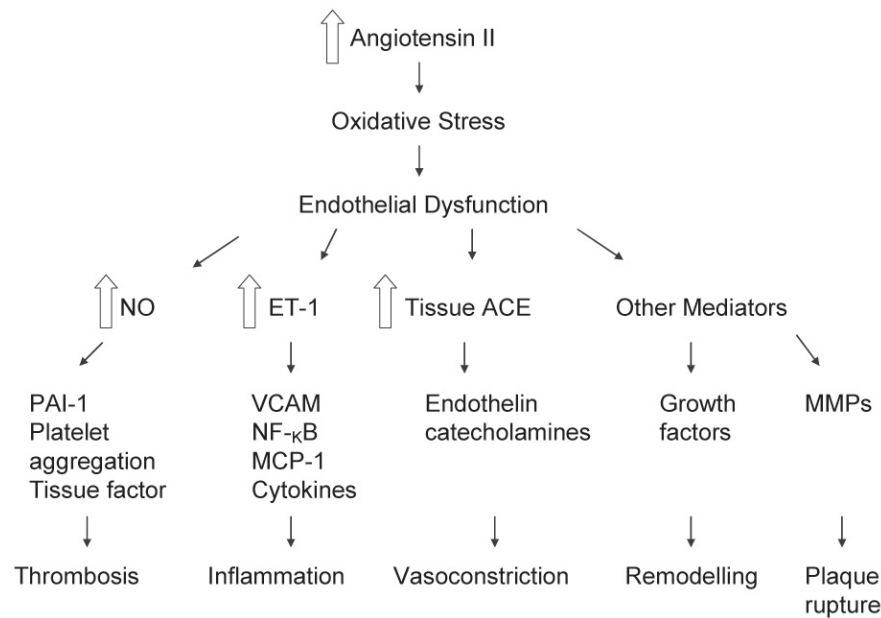 Angiotensin II
Oxidative Stress
Endothelial Dysfunction
NO
ET-1
Tissue ACE
Other Mediators
PAI-1
Platelet
aggregation
Tissue factor
VCAM
NF-κB
MCP-1
Cytokines
Endothelin
catecholamines
Growth
factors
MMPs
Thrombosis
Inflammation
Vasoconstriction
Remodelling
Plaque
rupture